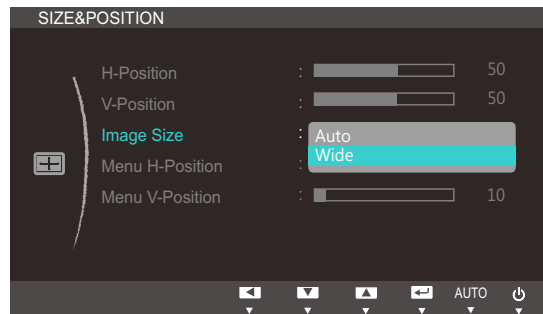 SIZE&POSITION
H-Position : 50
V-Position : 50
Image Size : Auto
Wide
Menu H-Position :
Menu V-Position : 10
AUTO